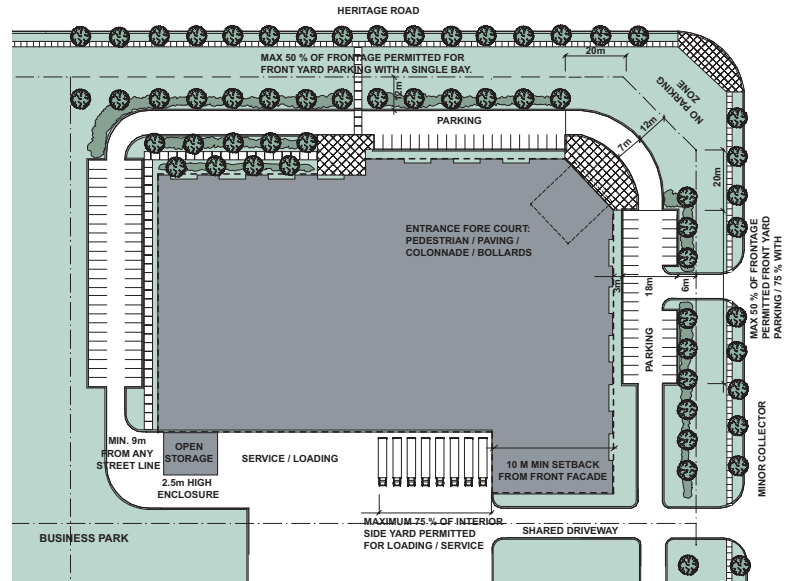 HERITAGE ROAD
20m
MAX 50 % OF FRONTAGE PERMITTED FOR
FRONT YARD PARKING WITH A SINGLE BAY.
NO PARKING
ZONE
PARKING
12m
7m
20m
ENTRANCE FORE COURT:
PEDESTRIAN / PAVING /
COLONNADE / BOLLARDS
3m
18m
6m
MAX 50 % OF FRONTAGE
PERMITTED FRONT YARD
PARKING / 75 % WITH
PARKING
MIN. 9m
FROM ANY
STREET LINE
OPEN
STORAGE
SERVICE / LOADING
2.5m HIGH
ENCLOSURE
10 M MIN SETBACK
FROM FRONT FACADE
MINOR COLLECTOR
MAXIMUM 75 % OF INTERIOR
SIDE YARD PERMITTED
FOR LOADING / SERVICE
SHARED DRIVEWAY
BUSINESS PARK